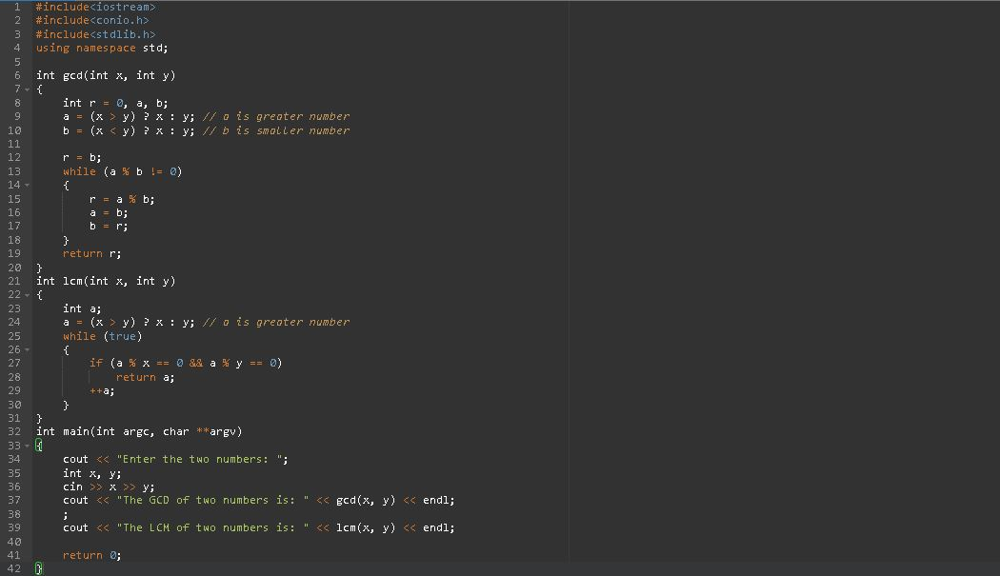 1 #include<iostream>
2 #include<conio.h>
3 #include<stdlib.h>
4 using namespace std;
5
6 int gcd(int x, int y)
7 {
8     int r = 0, a, b;
9     a = (x > y) ? x : y; // a is greater number
10     b = (x < y) ? x : y; // b is smaller number
11
12     r = b;
13     while (a % b != 0)
14     {
15         r = a % b;
16         a = b;
17         b = r;
18     }
19     return r;
20 }
21 int lcm(int x, int y)
22 {
23     int a;
24     a = (x > y) ? x : y; // a is greater number
25     while (true)
26     {
27         if (a % x == 0 && a % y == 0)
28             return a;
29         ++a;
30     }
31 }
32 int main(int argc, char **argv)
33 {
34     cout << "Enter the two numbers: ";
35     int x, y;
36     cin >> x >> y;
37     cout << "The GCD of two numbers is: " << gcd(x, y) << endl;
38     ;
39     cout << "The LCM of two numbers is: " << lcm(x, y) << endl;
40
41     return 0;
42 }